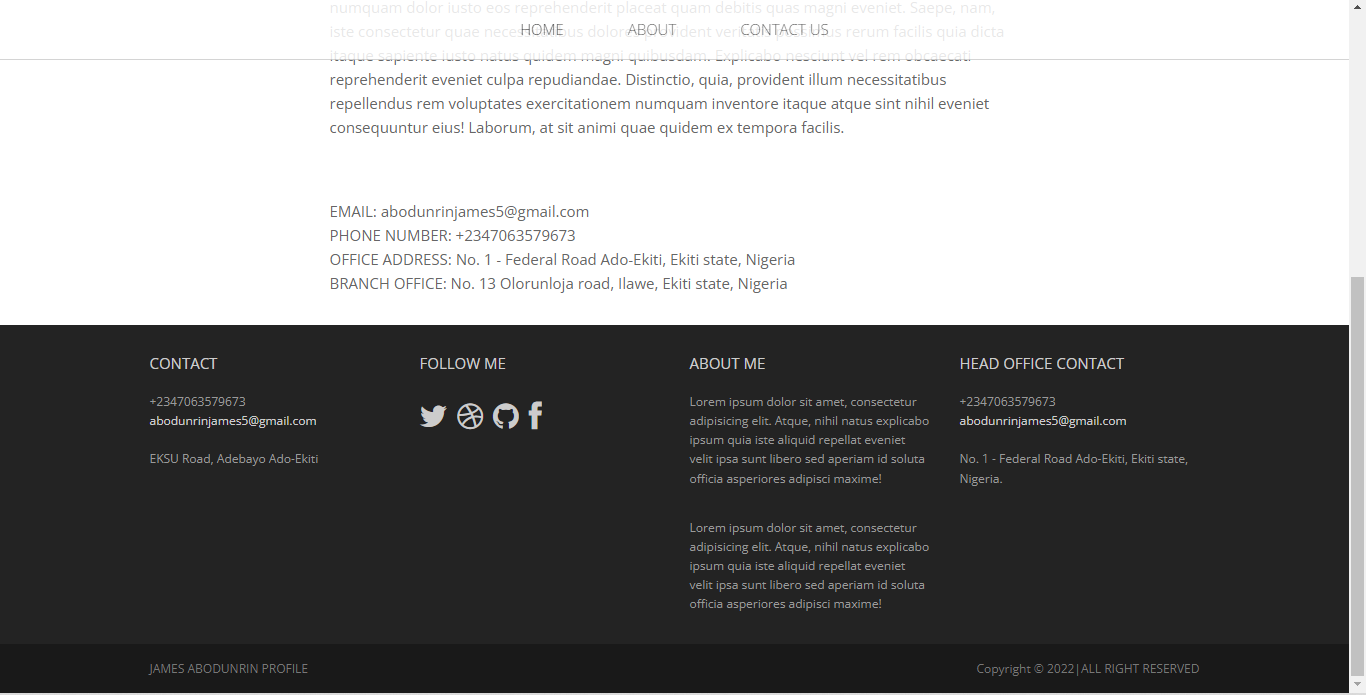 HOME ABOUT CONTACT US
numquam dolor iusto eos reprehenderit placeat quam debitis quas magni eveniet. Saepe, nam,
iste consectetur quae necessitatibus dolores provident veritatis possimus rerum facilis quia dicta
itaque sapiente iusto natus quidem magni quibusdam. Explicabo nesciunt vel rem obcaecati
reprehenderit eveniet culpa repudiandae. Distinctio, quia, provident illum necessitatibus
repellendus rem voluptates exercitationem numquam inventore itaque atque sint nihil eveniet
consequuntur eius! Laborum, at sit animi quae quidem ex tempora facilis.
EMAIL: abodunrinjames5@gmail.com
PHONE NUMBER: +2347063579673
OFFICE ADDRESS: No. 1 - Federal Road Ado-Ekiti, Ekiti state, Nigeria
BRANCH OFFICE: No. 13 Olorunloja road, Ilawe, Ekiti state, Nigeria
CONTACT
+2347063579673
abodunrinjames5@gmail.com
EKSU Road, Adebayo Ado-Ekiti
FOLLOW ME
ABOUT ME
Lorem ipsum dolor sit amet, consectetur
adipisicing elit. Atque, nihil natus explicabo
ipsum quia iste aliquid repellat eveniet
velit ipsa sunt libero sed aperiam id soluta
officia asperiores adipisci maxime!
Lorem ipsum dolor sit amet, consectetur
adipisicing elit. Atque, nihil natus explicabo
ipsum quia iste aliquid repellat eveniet
velit ipsa sunt libero sed aperiam id soluta
officia asperiores adipisci maxime!
HEAD OFFICE CONTACT
+2347063579673
abodunrinjames5@gmail.com
No. 1 - Federal Road Ado-Ekiti, Ekiti state,
Nigeria.
JAMES ABODUNRIN PROFILE
Copyright © 2022|ALL RIGHT RESERVED